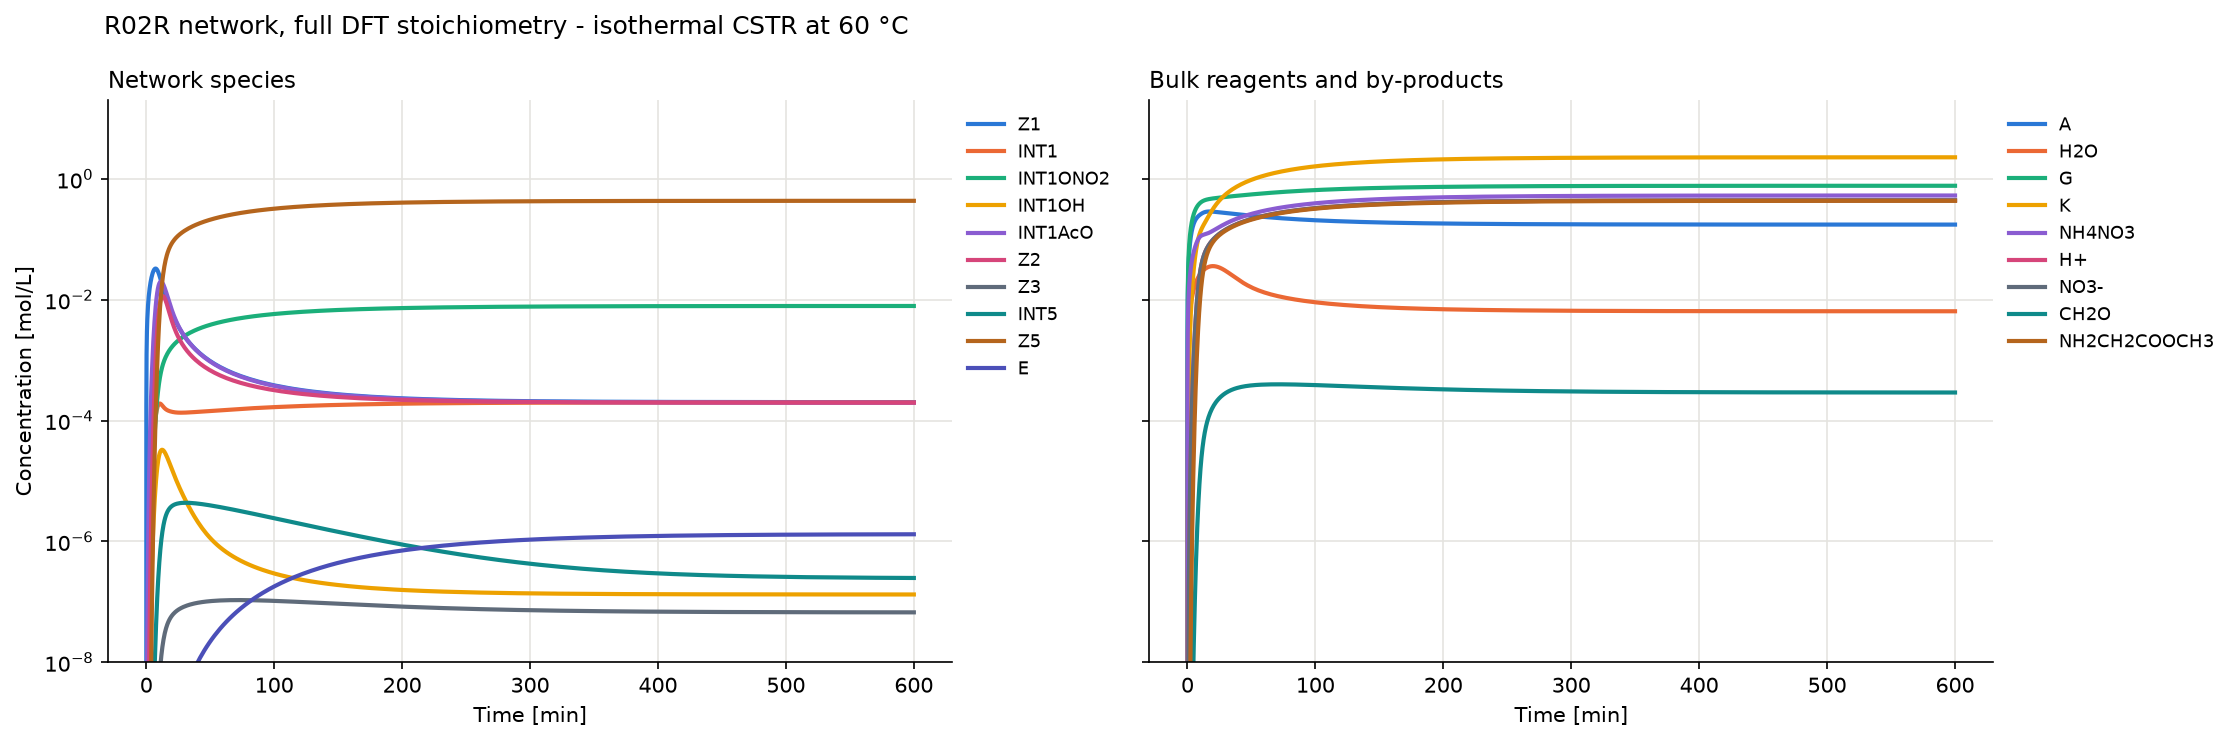 R02R network, full DFT stoichiometry - isothermal CSTR at 60 °C
Network species
Concentration [mol/L]
10⁰
10⁻²
10⁻⁴
10⁻⁶
10⁻⁸
0 100 200 300 400 500 600
Time [min]
Z1
INT1
INT1ONO2
INT1OH
INT1AcO
Z2
Z3
INT5
Z5
E
Bulk reagents and by-products
0 100 200 300 400 500 600
Time [min]
A
H2O
G
K
NH4NO3
H+
NO3-
CH2O
NH2CH2COOCH3